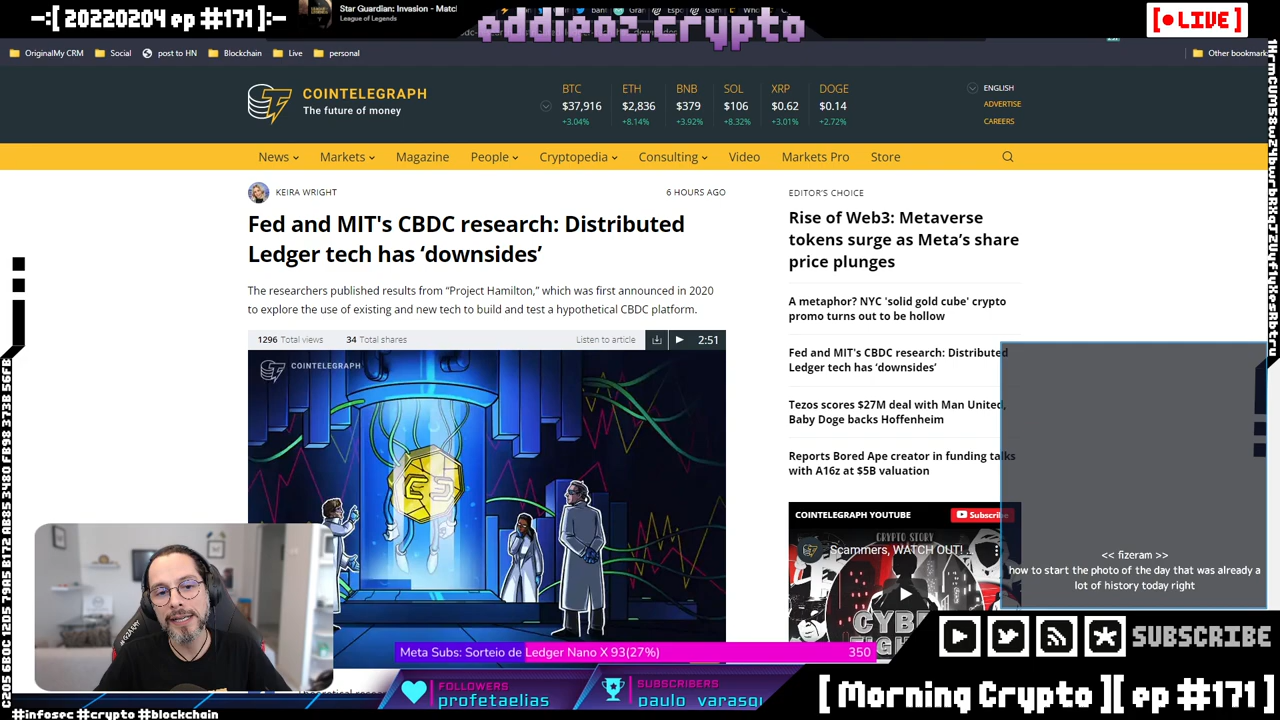 -:[ 20220204 ep #171 ]:-
Star Guardian: Invasion - Match
League of Legends
eddieoz.crypto
[● LIVE ]
OriginalMy CRM
Social
post to HN
Blockchain
Live
personal
Other bookmark
COINTELEGRAPH
The future of money
BTC ETH BNB SOL XRP DOGE
$37,916 $2,836 $379 $106 $0.62 $0.14
+3.04% +8.14% +3.92% +8.32% +3.01% +2.72%
ENGLISH
ADVERTISE
CAREERS
News Markets Magazine People Cryptopedia Consulting Video Markets Pro Store
KEIRA WRIGHT
6 HOURS AGO
Fed and MIT's CBDC research: Distributed
Ledger tech has ‘downsides’
The researchers published results from “Project Hamilton,” which was first announced in 2020
to explore the use of existing and new tech to build and test a hypothetical CBDC platform.
1296 Total views 34 Total shares Listen to article 2:51
COINTELEGRAPH
EDITOR'S CHOICE
Rise of Web3: Metaverse
tokens surge as Meta’s share
price plunges
A metaphor? NYC 'solid gold cube' crypto
promo turns out to be hollow
Fed and MIT's CBDC research: Distributed
Ledger tech has ‘downsides’
Tezos scores $27M deal with Man United,
Baby Doge backs Hoffenheim
Reports Bored Ape creator in funding talks
with A16z at $5B valuation
COINTELEGRAPH YOUTUBE
Subscribe
CRYPTO STORY
Scammers, WATCH OUT! ...
<< fizeram >>
how to start the photo of the day that was already a
lot of history today right
Meta Subs: Sorteio de Ledger Nano X 93(27%) 350
FOLLOWERS
profetaelias
SUBSCRIBERS
paulo_varasqu
SUBSCRIBE
[ Morning Crypto ][ ep #171 ]
#infosec #crypto #blockchain